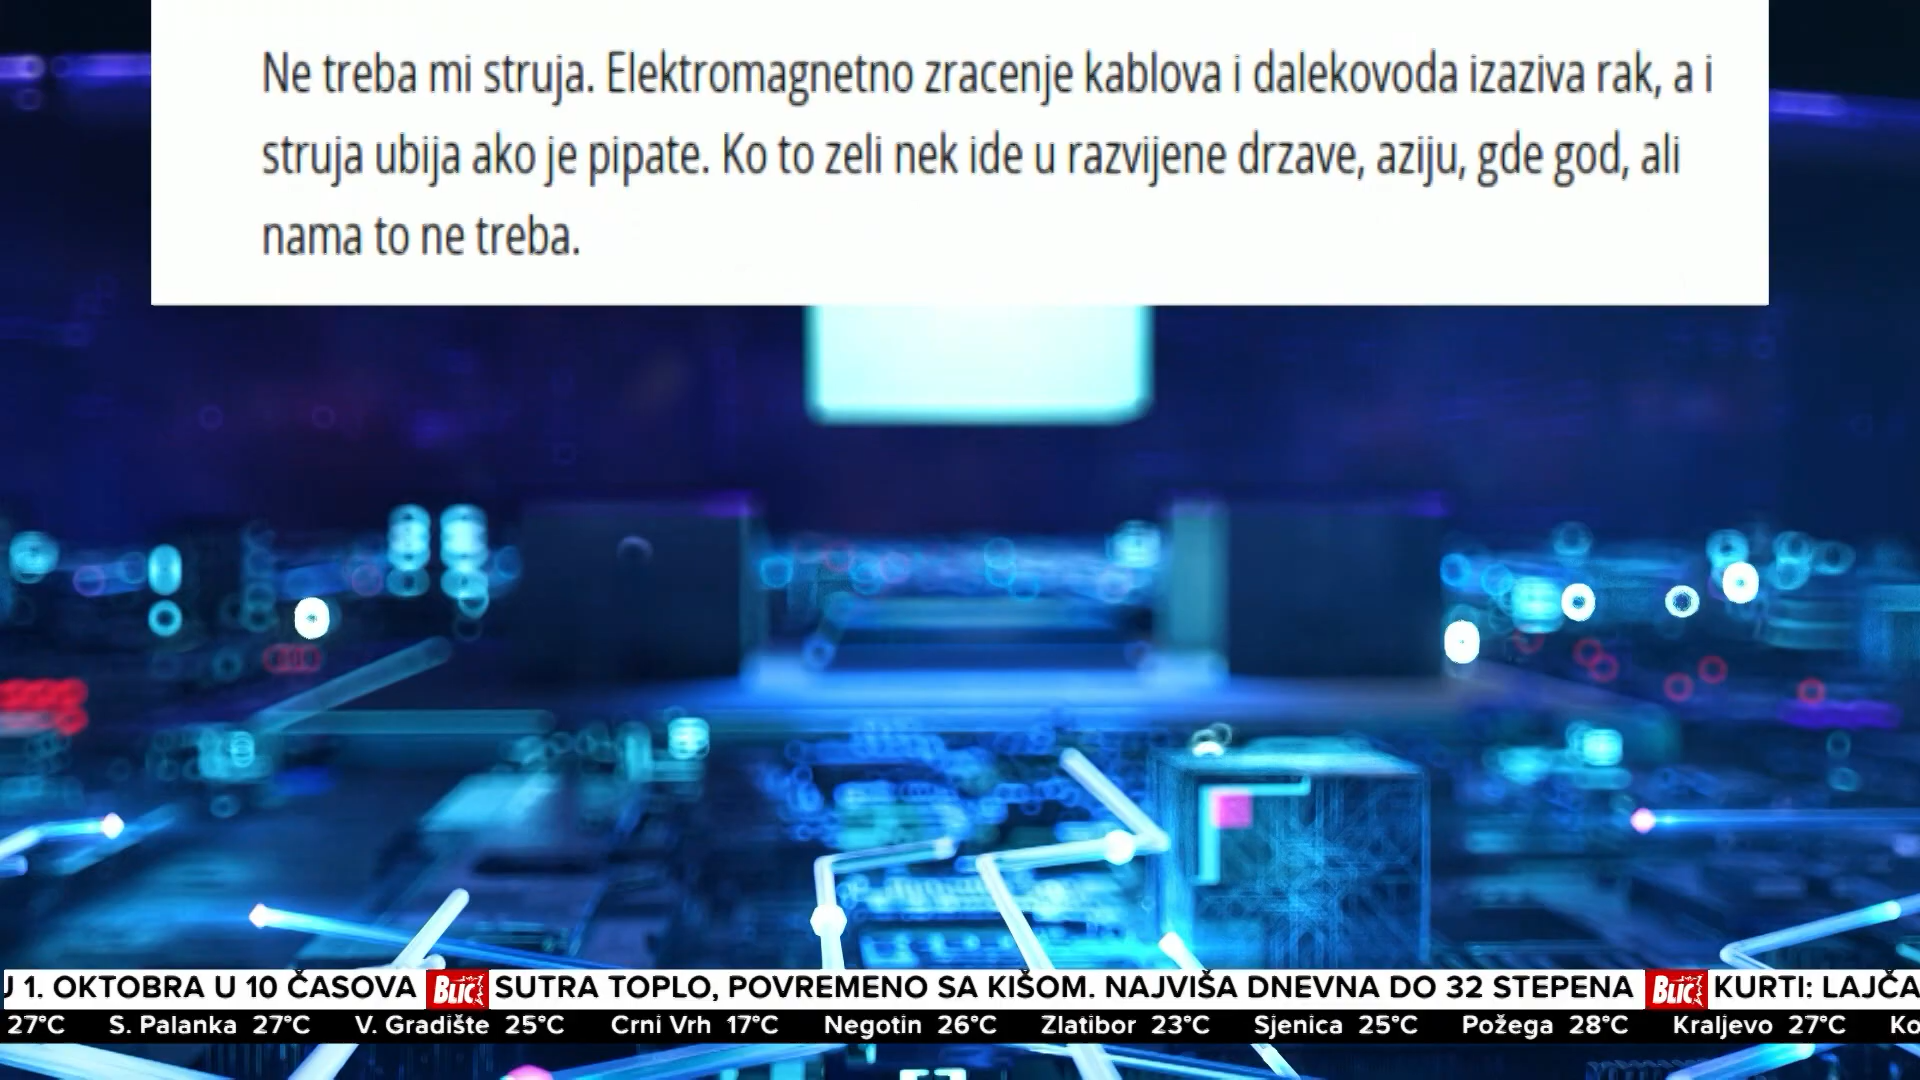 Ne treba mi struja. Elektromagnetno zracenje kablova i dalekovoda izaziva rak, a i
struja ubija ako je pipate. Ko to zeli nek ide u razvijene drzave, aziju, gde god, ali
nama to ne treba.
J 1. OKTOBRA U 10 ČASOVA BLIC SUTRA TOPLO, POVREMENO SA KIŠOM. NAJVIŠA DNEVNA DO 32 STEPENA BLIC KURTI: LAJČA
27°C S. Palanka 27°C V. Gradište 25°C Crni Vrh 17°C Negotin 26°C Zlatibor 23°C Sjenica 25°C Požega 28°C Kraljevo 27°C Ko